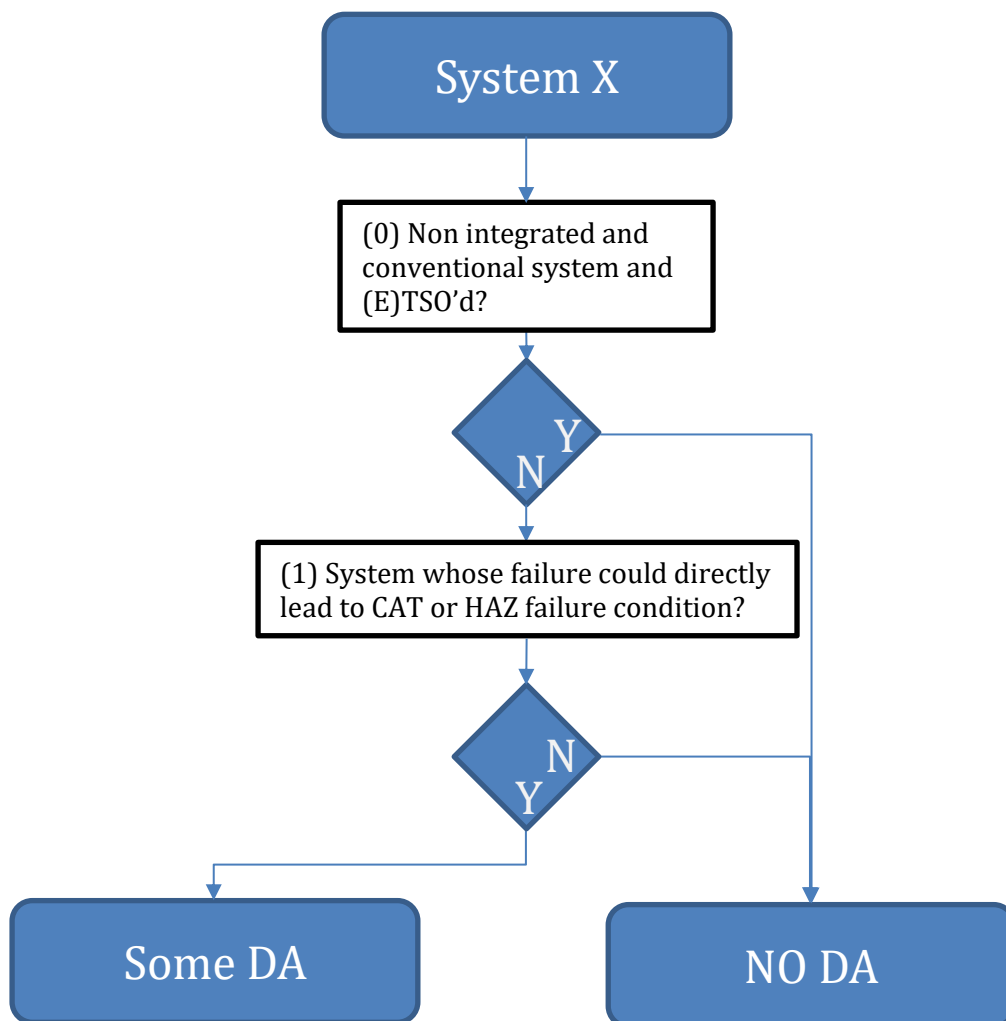 System X
(0) Non integrated and
conventional system and
(E)TSO’d?
Y
N
(1) System whose failure could directly
lead to CAT or HAZ failure condition?
N
Y
Some DA
NO DA